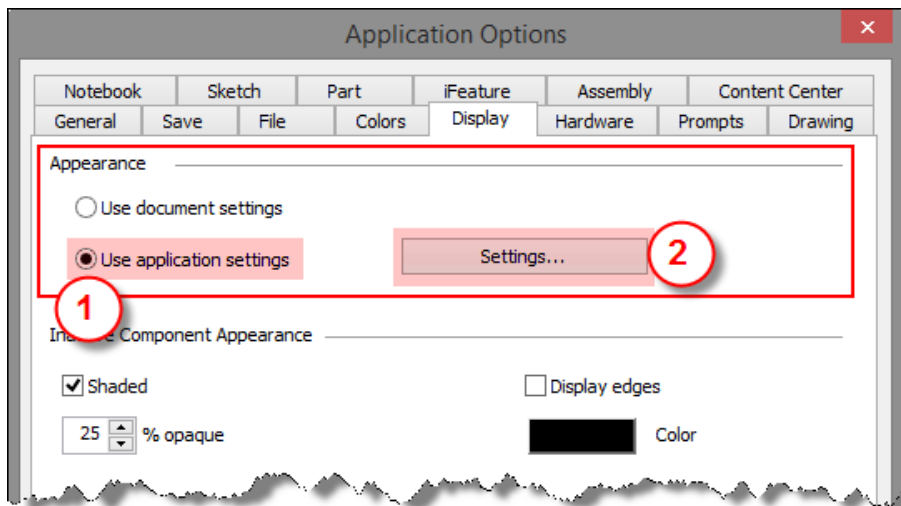 Application Options
Notebook Sketch Part iFeature Assembly Content Center
General Save File Colors Display Hardware Prompts Drawing
Appearance
Use document settings
Use application settings Settings... 2
1
Component Appearance
Shaded Display edges
25 % opaque Color